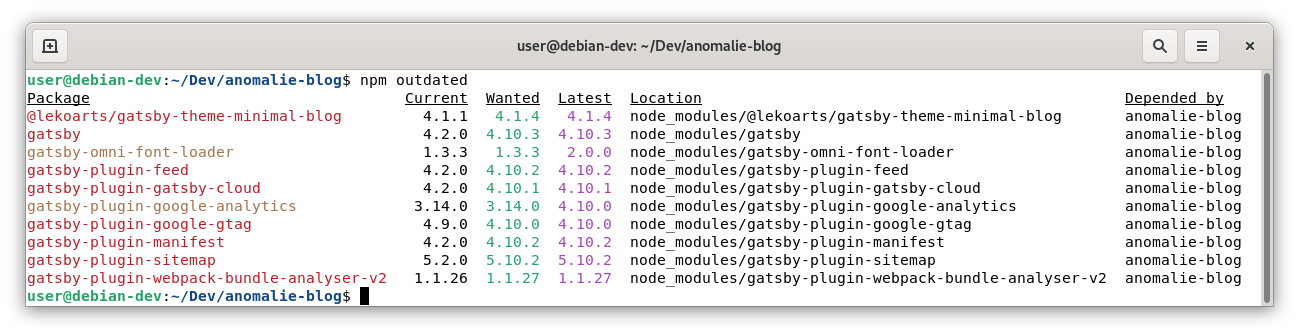 user@debian-dev: ~/Dev/anomalie-blog
user@debian-dev:~/Dev/anomalie-blog$ npm outdated
Package Current Wanted Latest Location Depended by
@lekoarts/gatsby-theme-minimal-blog 4.1.1 4.1.4 4.1.4 node_modules/@lekoarts/gatsby-theme-minimal-blog anomalie-blog
gatsby 4.2.0 4.10.3 4.10.3 node_modules/gatsby anomalie-blog
gatsby-omni-font-loader 1.3.3 1.3.3 2.0.0 node_modules/gatsby-omni-font-loader anomalie-blog
gatsby-plugin-feed 4.2.0 4.10.2 4.10.2 node_modules/gatsby-plugin-feed anomalie-blog
gatsby-plugin-gatsby-cloud 4.2.0 4.10.1 4.10.1 node_modules/gatsby-plugin-gatsby-cloud anomalie-blog
gatsby-plugin-google-analytics 3.14.0 3.14.0 4.10.0 node_modules/gatsby-plugin-google-analytics anomalie-blog
gatsby-plugin-google-gtag 4.9.0 4.10.0 4.10.0 node_modules/gatsby-plugin-google-gtag anomalie-blog
gatsby-plugin-manifest 4.2.0 4.10.2 4.10.2 node_modules/gatsby-plugin-manifest anomalie-blog
gatsby-plugin-sitemap 5.2.0 5.10.2 5.10.2 node_modules/gatsby-plugin-sitemap anomalie-blog
gatsby-plugin-webpack-bundle-analyser-v2 1.1.26 1.1.27 1.1.27 node_modules/gatsby-plugin-webpack-bundle-analyser-v2 anomalie-blog
user@debian-dev:~/Dev/anomalie-blog$